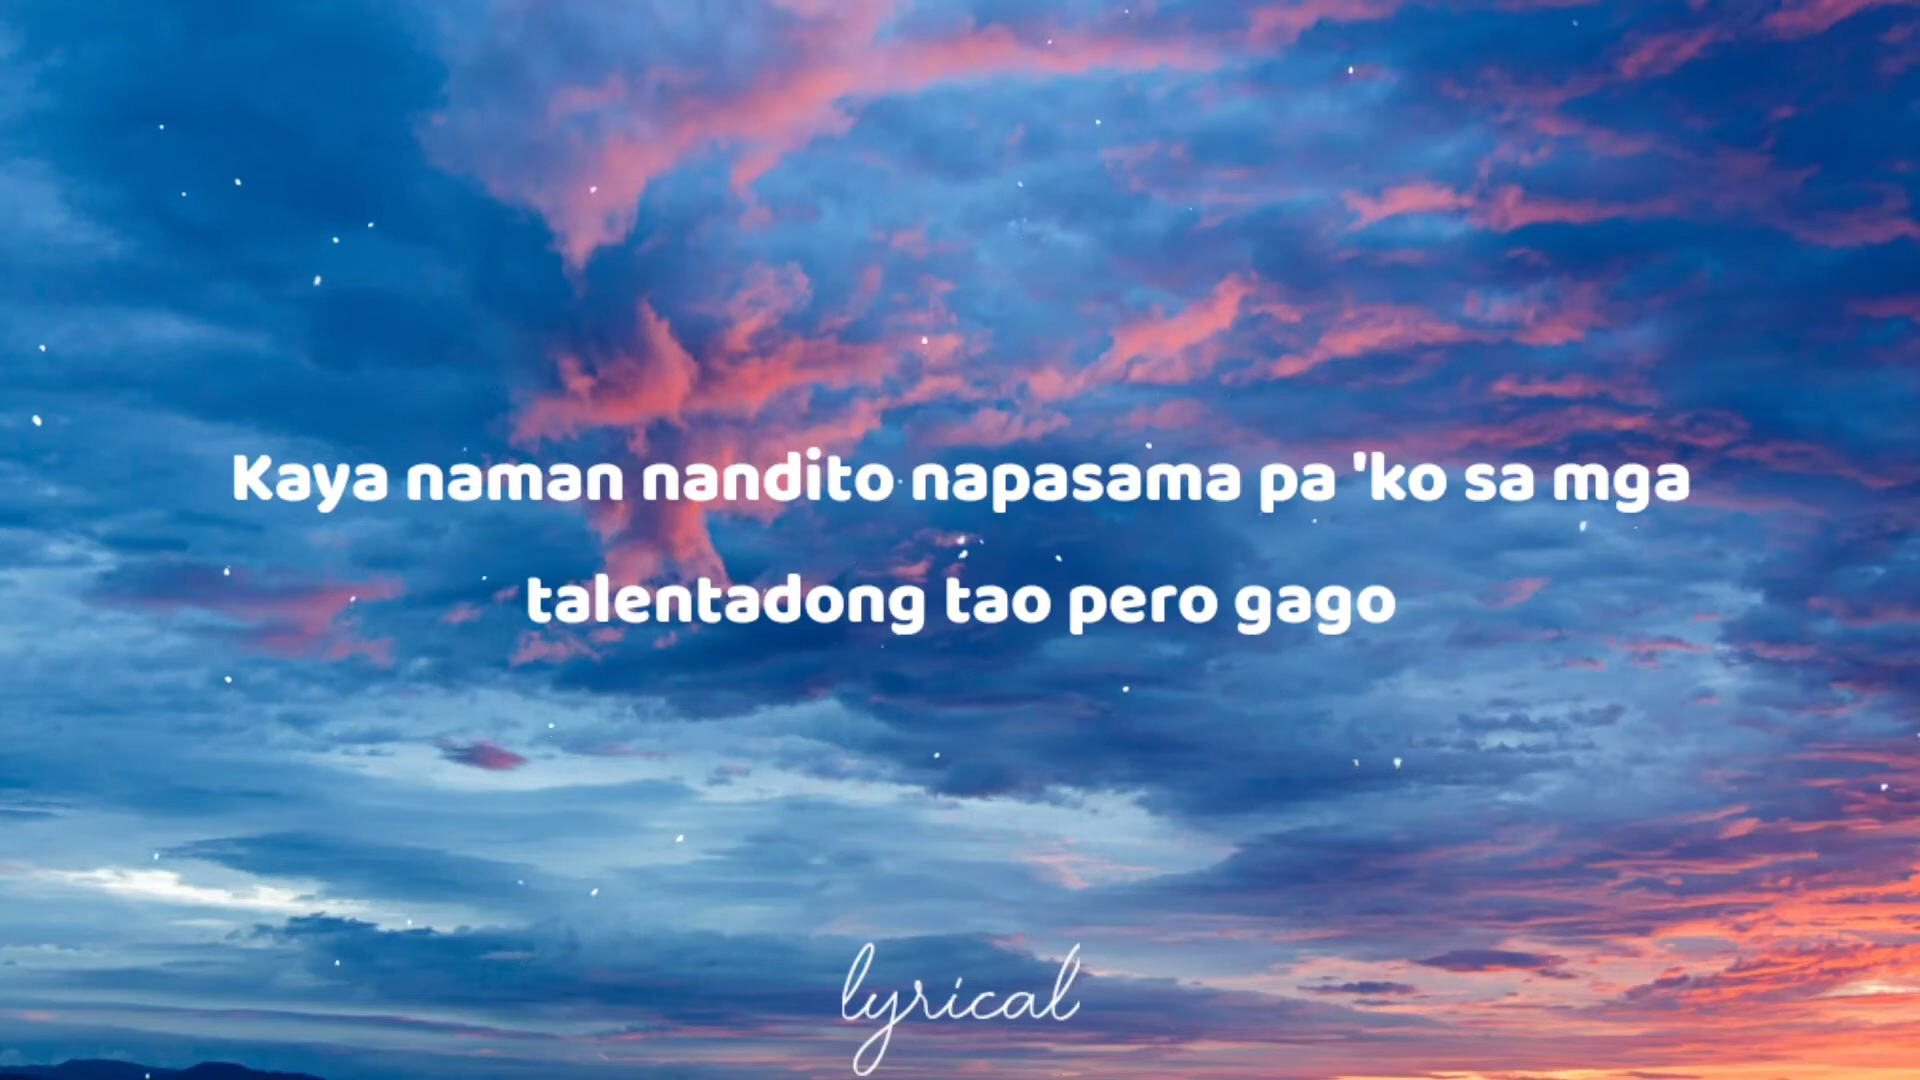 Kaya naman nandito napasama pa 'ko sa mga
talentadong tao pero gago
lyrical